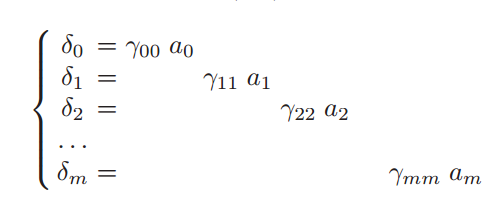 δ₀ = γ₀₀ a₀
δ₁ = γ₁₁ a₁
δ₂ = γ₂₂ a₂
...
δₘ = γₘₘ aₘ